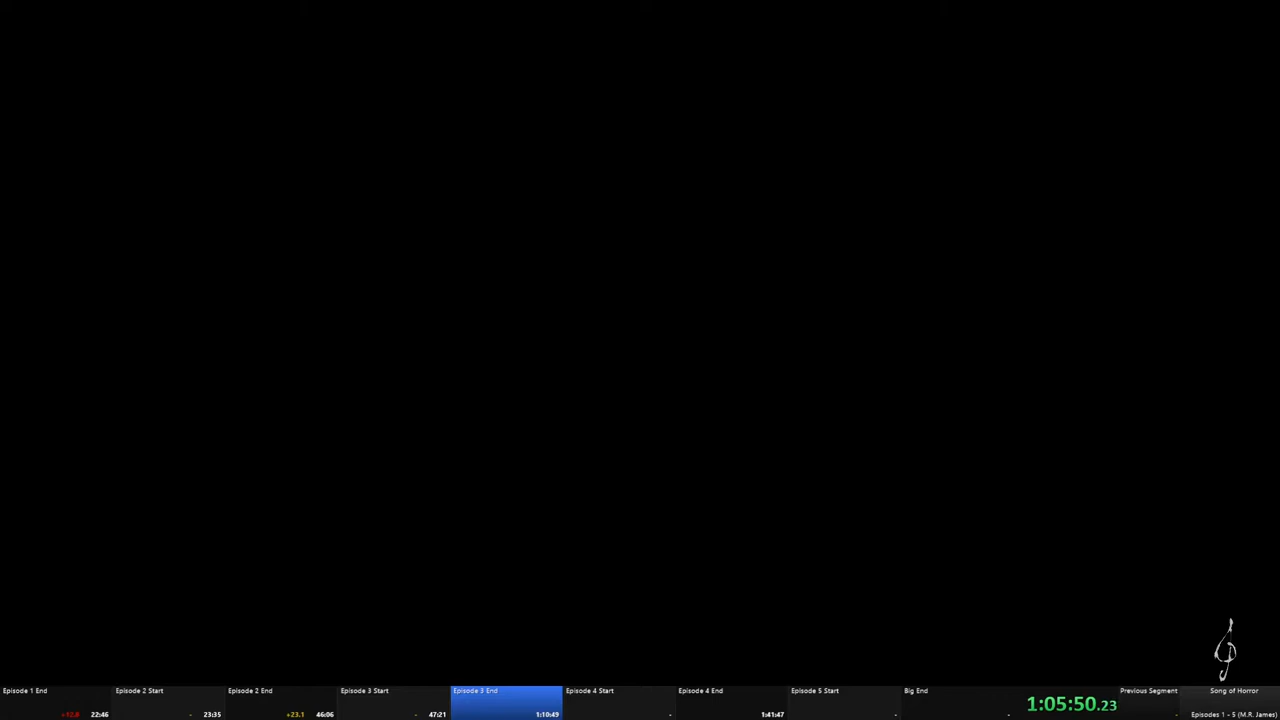 Episode 1 End
+12.9 22:46
Episode 2 Start
- 23:35
Episode 2 End
+23.1 46:06
Episode 3 Start
- 47:21
Episode 3 End
1:10:49
Episode 4 Start
-
Episode 4 End
1:41:47
Episode 5 Start
-
Big End
-
1:05:50.23
Previous Segment
-
Song of Horror
Episodes 1 - 5 (M.R. James)